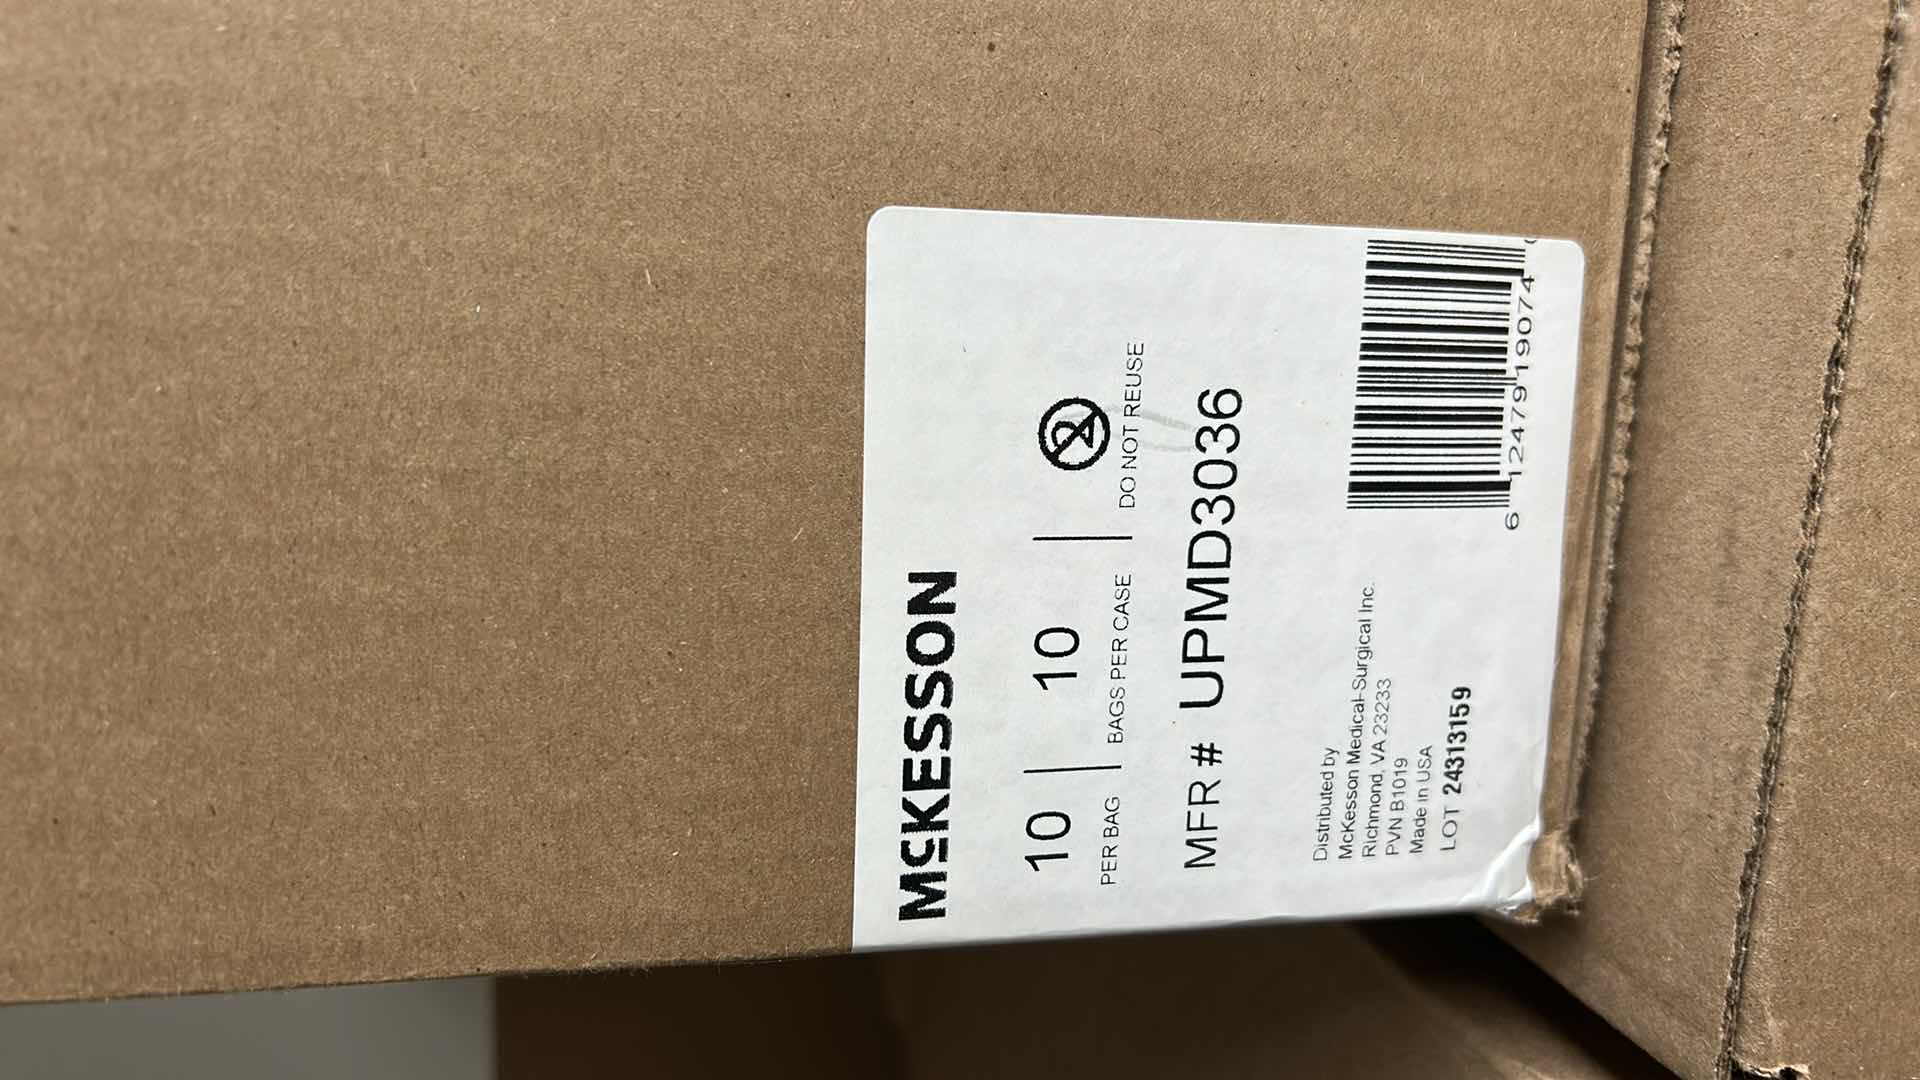 MCKESSON
10 | 10 |
PER BAG | BAGS PER CASE | DO NOT REUSE
MFR # UPMD3036
Distributed by
McKesson Medical-Surgical Inc.
Richmond, VA 23233
PVN B1019
Made in USA
LOT 24313159
6 12479 19074